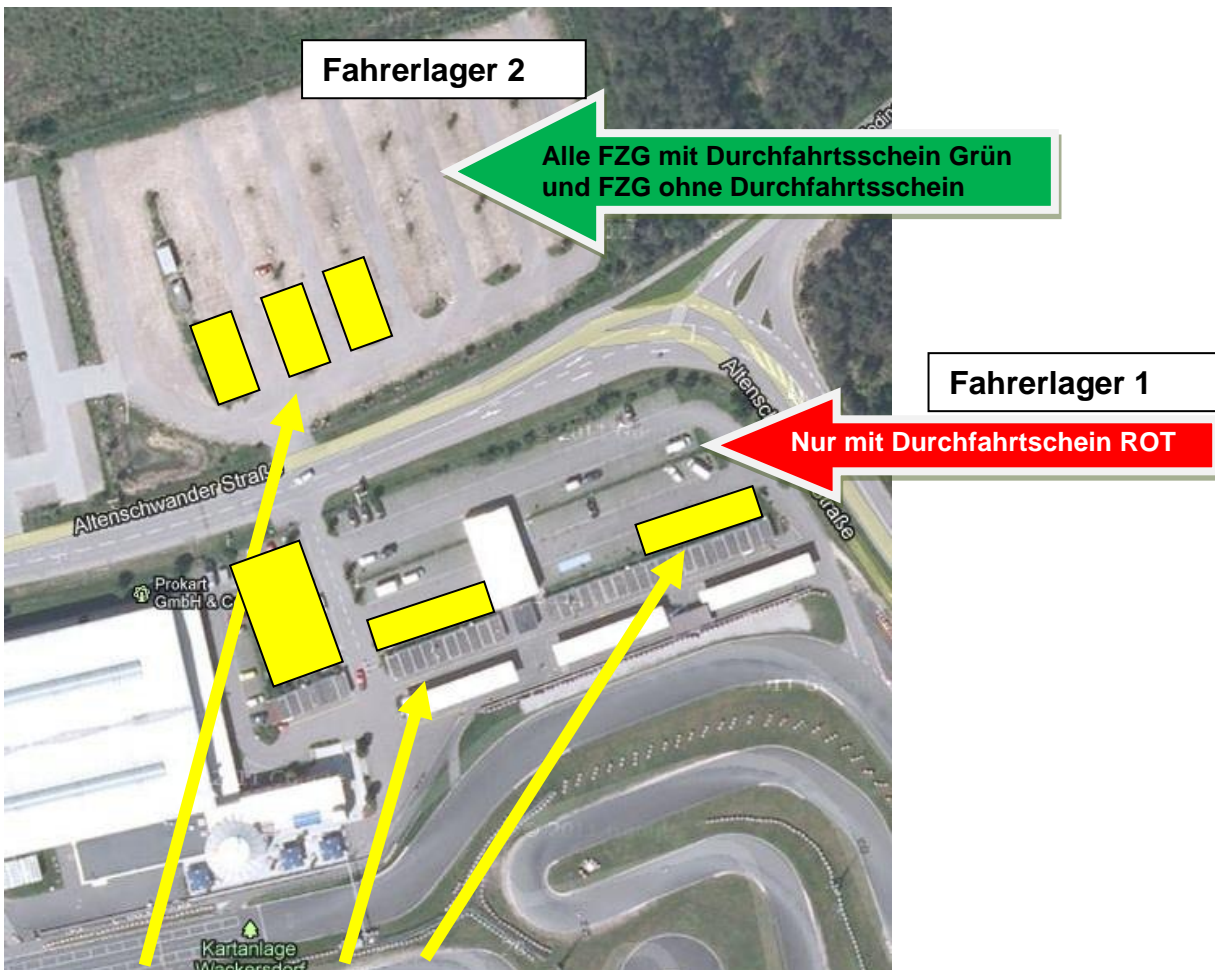 Fahrerlager 2
Alle FZG mit Durchfahrtsschein Grün
und FZG ohne Durchfahrtsschein
Fahrerlager 1
Nur mit Durchfahrtschein ROT
Altenschwander Straße
Prokart
GmbH & C
Kartanlage
Wackersdorf